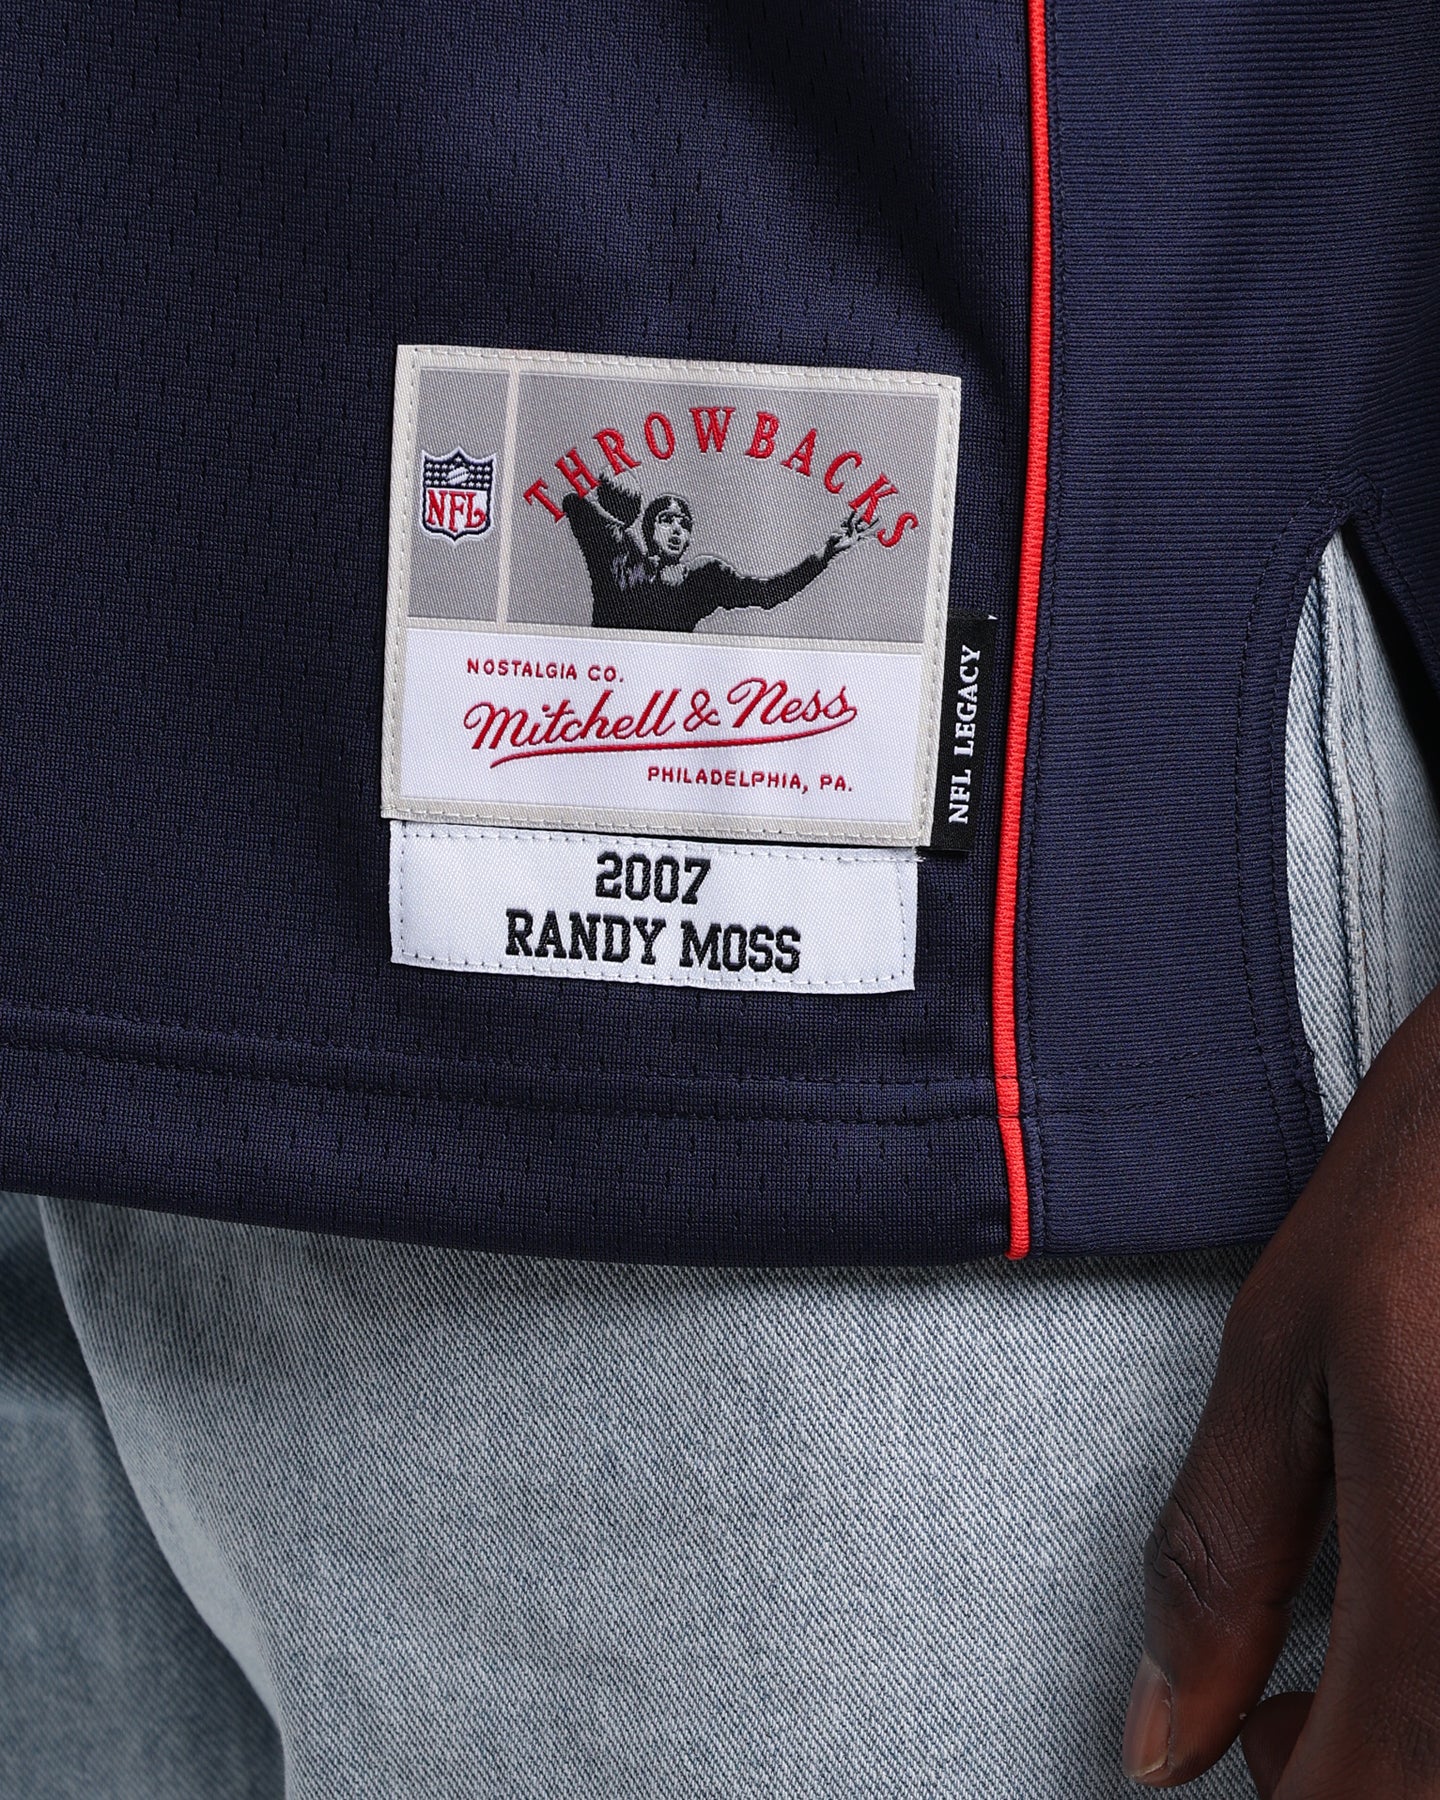 THROWBACKS
NFL
NOSTALGIA CO.
Mitchell & Ness
PHILADELPHIA, PA.
NFL LEGACY
2007
RANDY MOSS